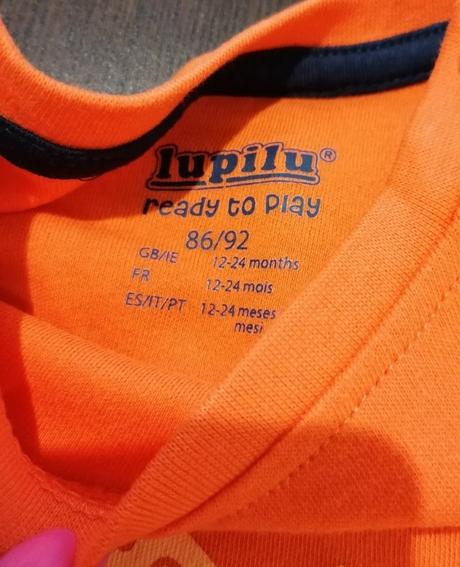 lupilu®
ready to play
86/92
GB/IE 12-24 months
FR 12-24 mois
ES/IT/PT 12-24 meses
mesi